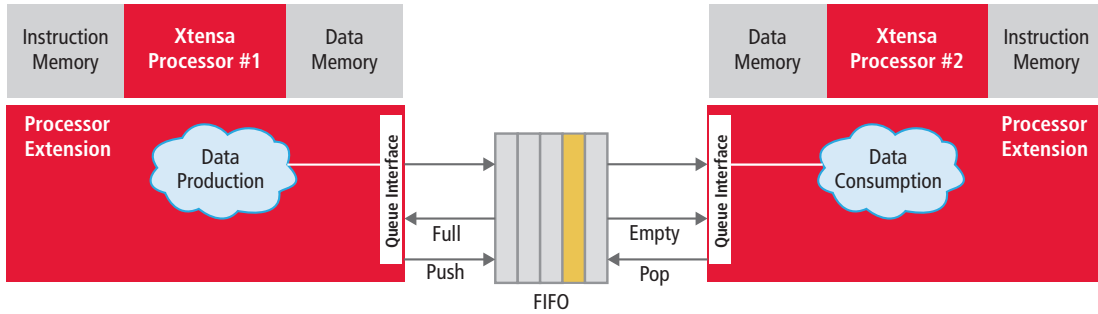 Instruction
Memory
Xtensa
Processor #1
Data
Memory
Data
Memory
Xtensa
Processor #2
Instruction
Memory
Processor
Extension
Data
Production
Queue Interface
Full
Push
FIFO
Empty
Pop
Queue Interface
Data
Consumption
Processor
Extension